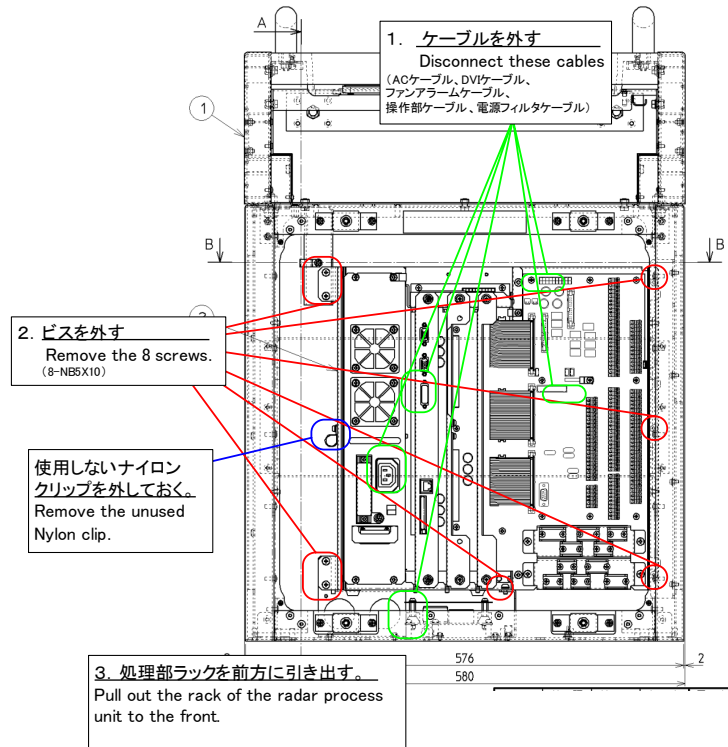 A
1. ケーブルを外す
Disconnect these cables
(ACケーブル、DVIケーブル、
ファンアラームケーブル、
操作部ケーブル、電源フィルタケーブル)
1
B
B
2. ビスを外す
Remove the 8 screws.
(8-NB5X10)
使用しないナイロン
クリップを外しておく。
Remove the unused
Nylon clip.
576
2
580
3. 処理部ラックを前方に引き出す。
Pull out the rack of the radar process
unit to the front.